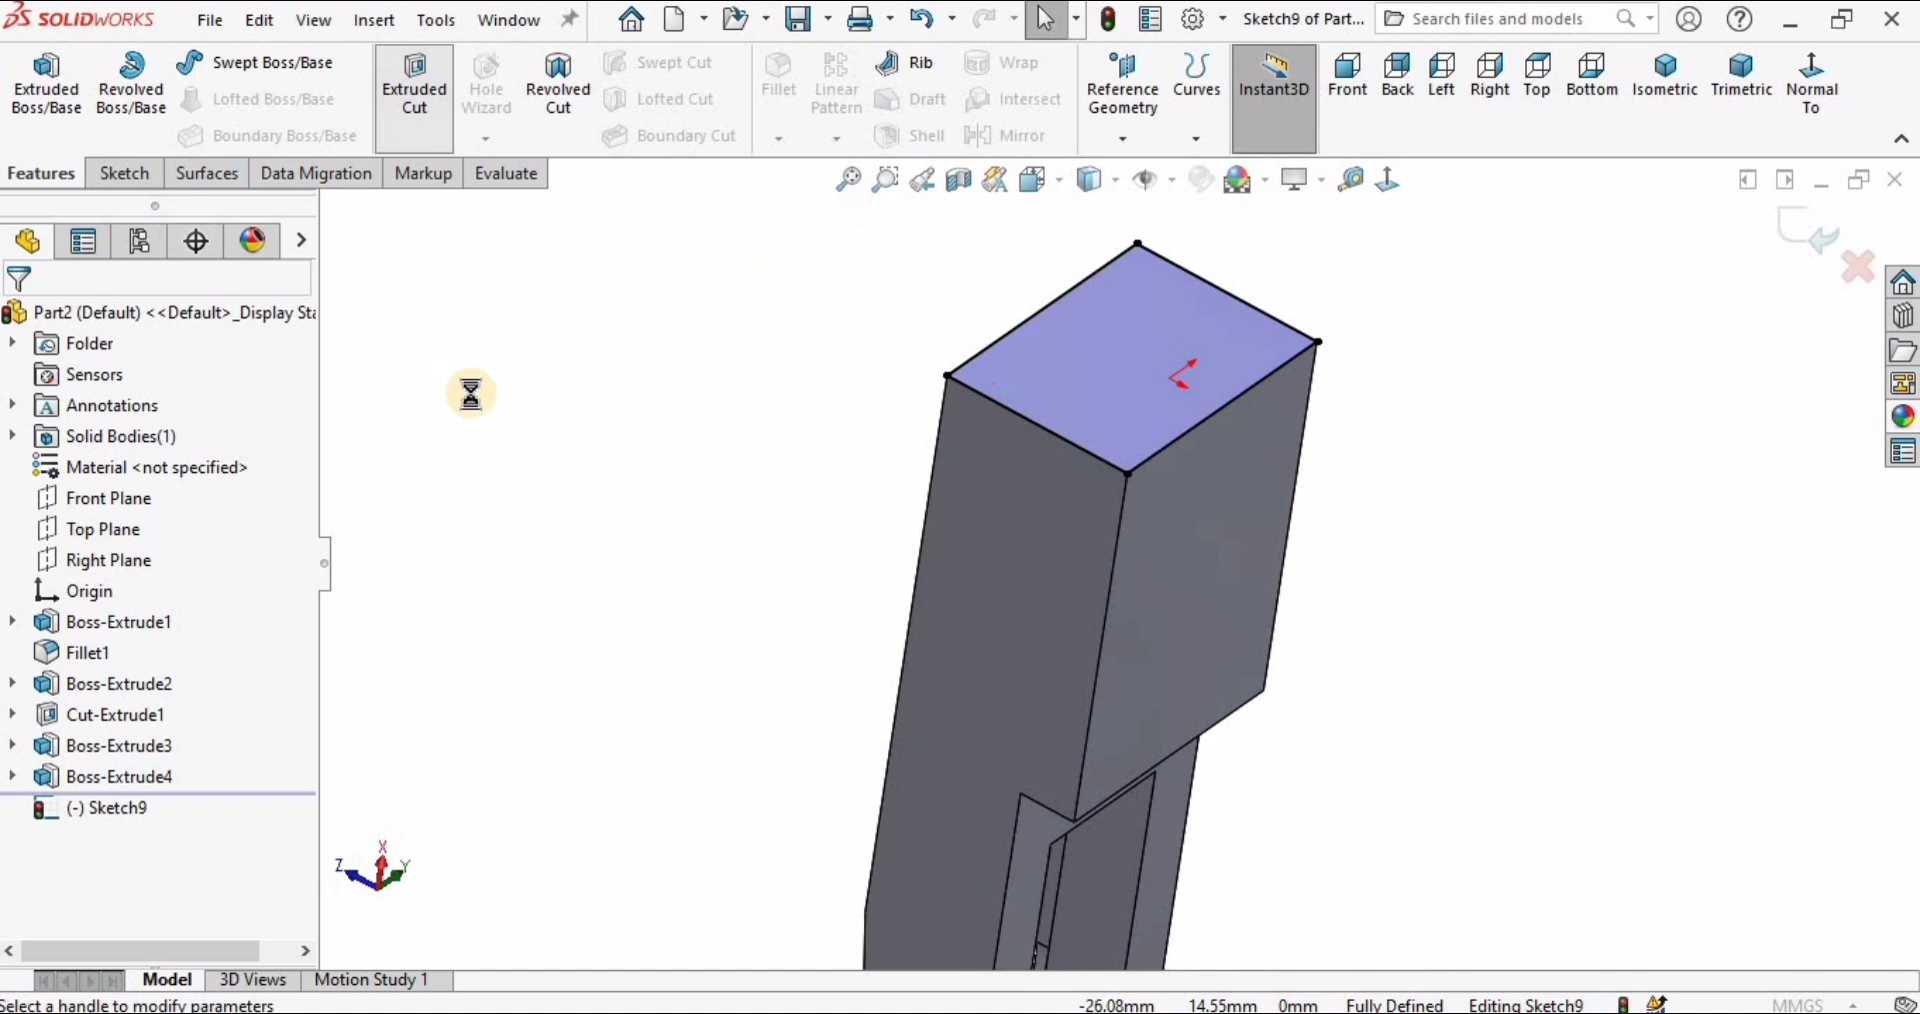 SOLIDWORKS File Edit View Insert Tools Window Sketch9 of Part... Search files and models
Extruded Boss/Base
Revolved Boss/Base
Swept Boss/Base
Lofted Boss/Base
Boundary Boss/Base
Extruded Cut
Hole Wizard
Revolved Cut
Swept Cut
Lofted Cut
Boundary Cut
Fillet
Linear Pattern
Rib
Draft
Shell
Wrap
Intersect
Mirror
Reference Geometry
Curves
Instant3D
Front Back Left Right Top Bottom Isometric Trimetric Normal To
Features Sketch Surfaces Data Migration Markup Evaluate
Part2 (Default) <<Default>_Display Sta
Folder
Sensors
Annotations
Solid Bodies(1)
Material <not specified>
Front Plane
Top Plane
Right Plane
Origin
Boss-Extrude1
Fillet1
Boss-Extrude2
Cut-Extrude1
Boss-Extrude3
Boss-Extrude4
(-) Sketch9
X
Z Y
Model 3D Views Motion Study 1
Select a handle to modify parameters -26.08mm 14.55mm 0mm Fully Defined Editing Sketch9 MMGS